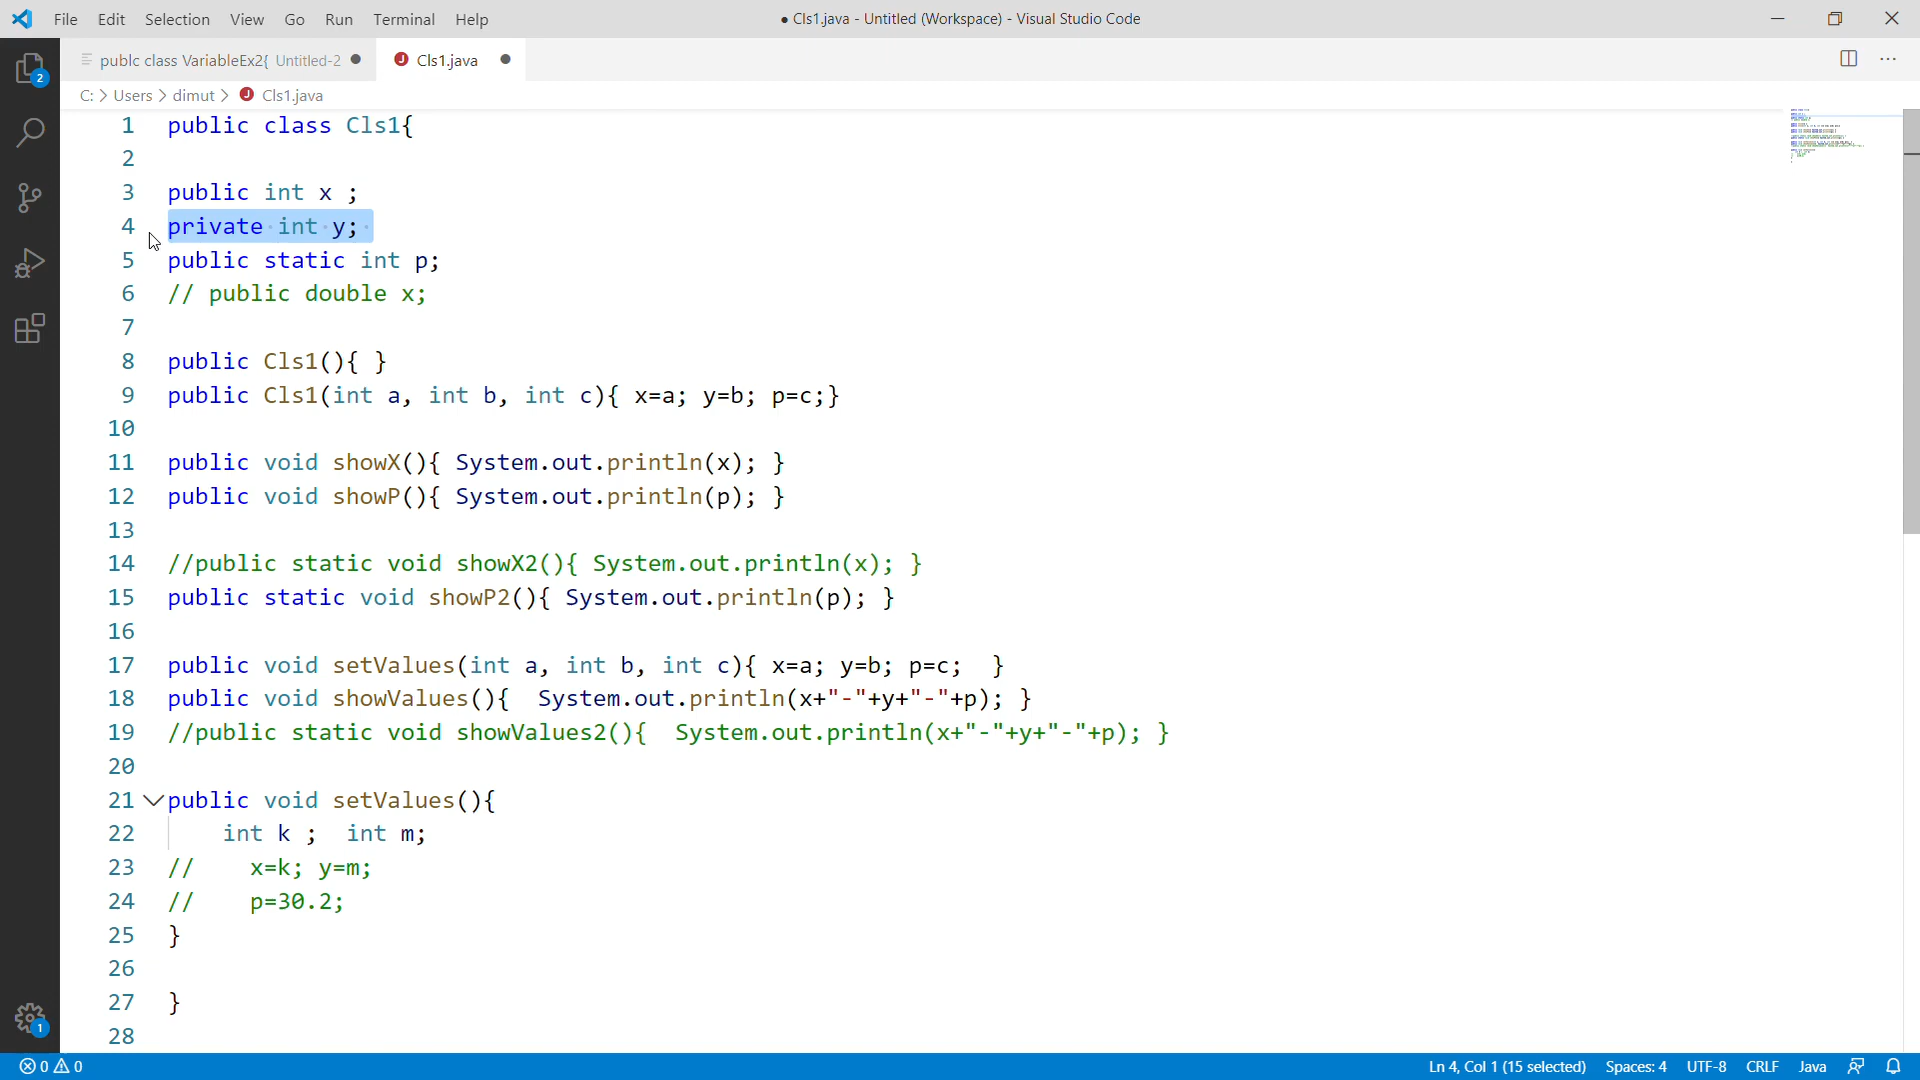 File Edit Selection View Go Run Terminal Help
● Cls1.java - Untitled (Workspace) - Visual Studio Code
publc class VariableEx2{ Untitled-2 ●
J Cls1.java ●
C: > Users > dimut > J Cls1.java
1 public class Cls1{
2
3 public int x ;
4 private int y;
5 public static int p;
6 // public double x;
7
8 public Cls1(){ }
9 public Cls1(int a, int b, int c){ x=a; y=b; p=c;}
10
11 public void showX(){ System.out.println(x); }
12 public void showP(){ System.out.println(p); }
13
14 //public static void showX2(){ System.out.println(x); }
15 public static void showP2(){ System.out.println(p); }
16
17 public void setValues(int a, int b, int c){ x=a; y=b; p=c;  }
18 public void showValues(){  System.out.println(x+"-"+y+"-"+p); }
19 //public static void showValues2(){  System.out.println(x+"-"+y+"-"+p); }
20
21 public void setValues(){
22     int k ;  int m;
23 //    x=k; y=m;
24 //    p=30.2;
25 }
26
27 }
28
2
1
0 0
Ln 4, Col 1 (15 selected) Spaces: 4 UTF-8 CRLF Java